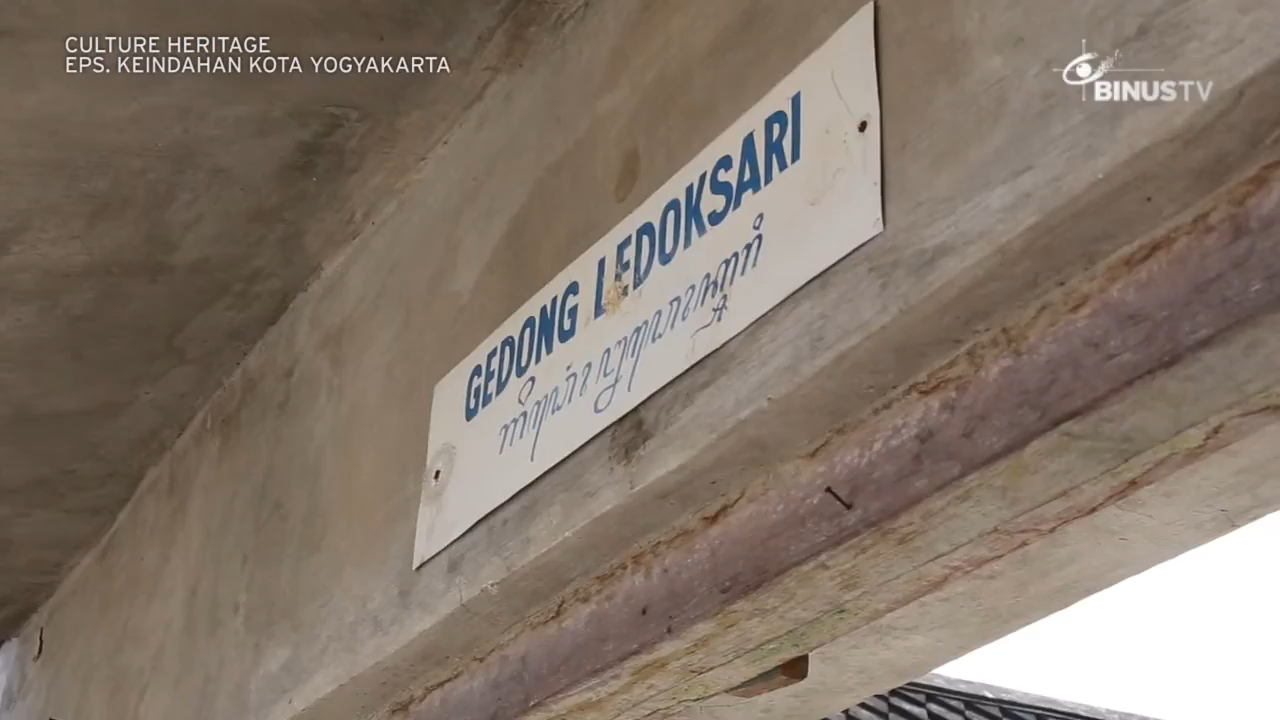 CULTURE HERITAGE
EPS. KEINDAHAN KOTA YOGYAKARTA
BINUSTV
GEDONG LEDOKSARI